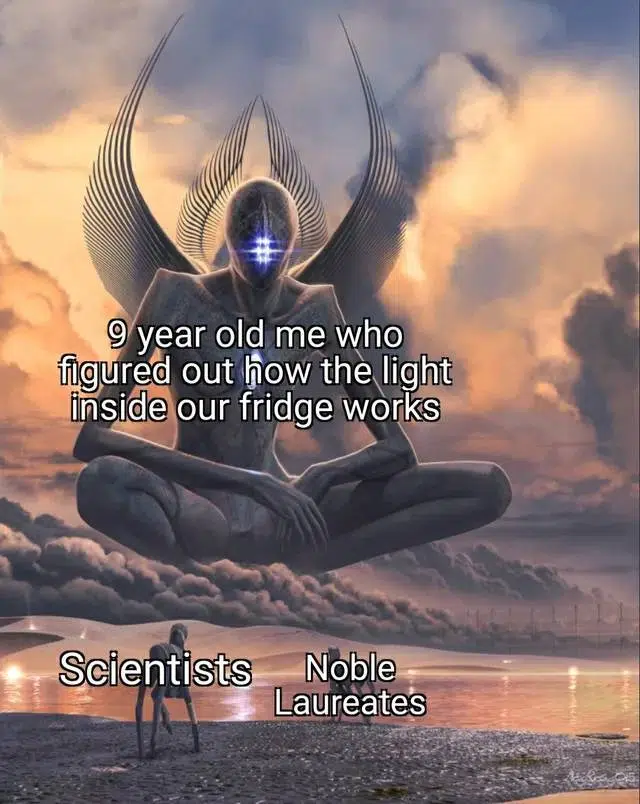 9 year old me who
figured out how the light
inside our fridge works
Scientists
Noble
Laureates